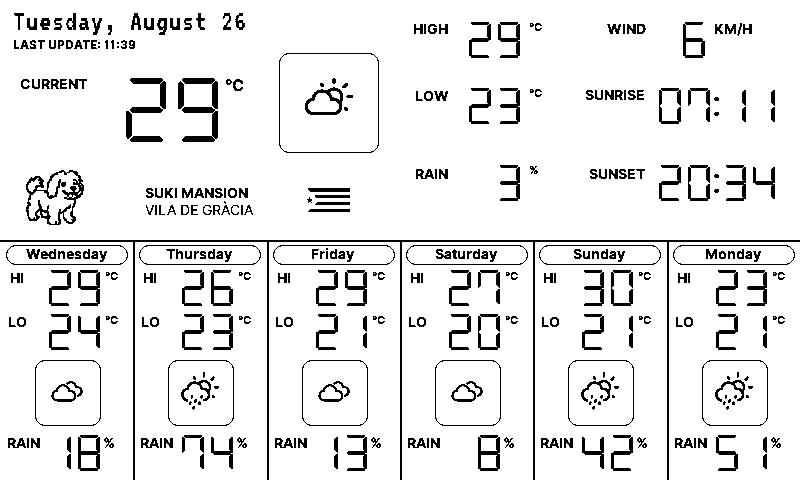 Tuesday, August 26
LAST UPDATE: 11:39
CURRENT 29 °C
SUKI MANSION
VILA DE GRÀCIA
HIGH 29 °C
LOW 23 °C
RAIN 3 %
WIND 6 KM/H
SUNRISE 07:11
SUNSET 20:34
Wednesday
HI 29 °C
LO 24 °C
RAIN 18 %
Thursday
HI 26 °C
LO 23 °C
RAIN 74 %
Friday
HI 29 °C
LO 21 °C
RAIN 13 %
Saturday
HI 27 °C
LO 20 °C
RAIN 8 %
Sunday
HI 30 °C
LO 21 °C
RAIN 42 %
Monday
HI 23 °C
LO 21 °C
RAIN 51 %